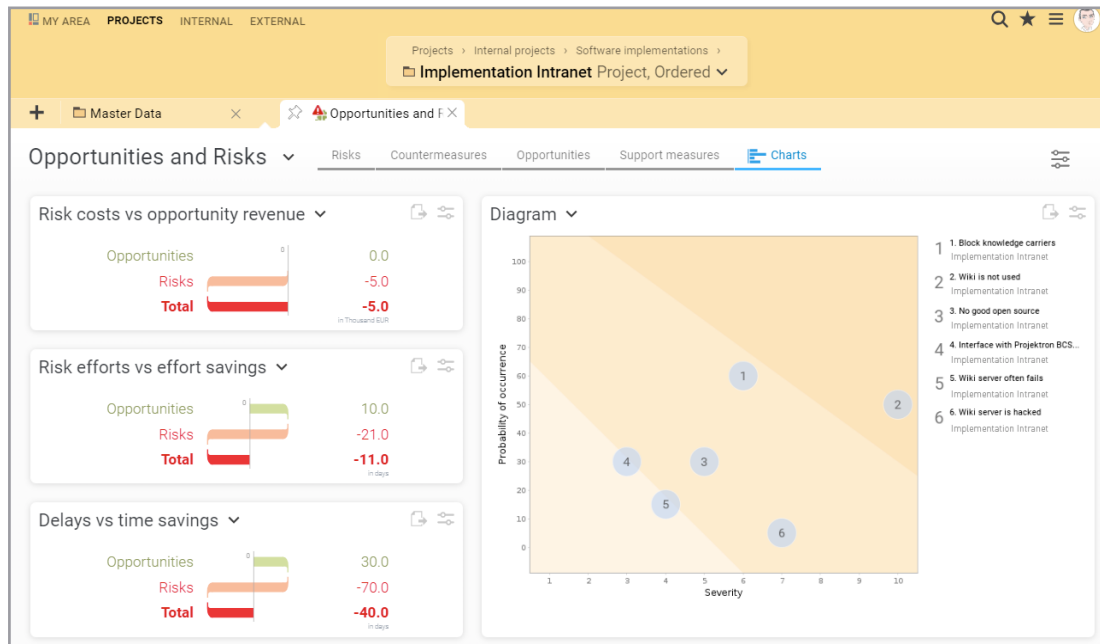 MY AREA PROJECTS INTERNAL EXTERNAL
Projects › Internal projects › Software implementations ›
Implementation Intranet Project, Ordered
Master Data
Opportunities and F
Opportunities and Risks
Risks Countermeasures Opportunities Support measures Charts
Risk costs vs opportunity revenue
0
Opportunities 0.0
Risks -5.0
Total -5.0
in Thousand EUR
Risk efforts vs effort savings
0
Opportunities 10.0
Risks -21.0
Total -11.0
in days
Delays vs time savings
0
Opportunities 30.0
Risks -70.0
Total -40.0
in days
Diagram
Probability of occurrence
100
90
80
70
60
50
40
30
20
10
0
1
2
3
4
5
6
1 2 3 4 5 6 7 8 9 10
Severity
1 1. Block knowledge carriers
Implementation Intranet
2 2. Wiki is not used
Implementation Intranet
3 3. No good open source
Implementation Intranet
4 4. Interface with Projektron BCS...
Implementation Intranet
5 5. Wiki server often fails
Implementation Intranet
6 6. Wiki server is hacked
Implementation Intranet